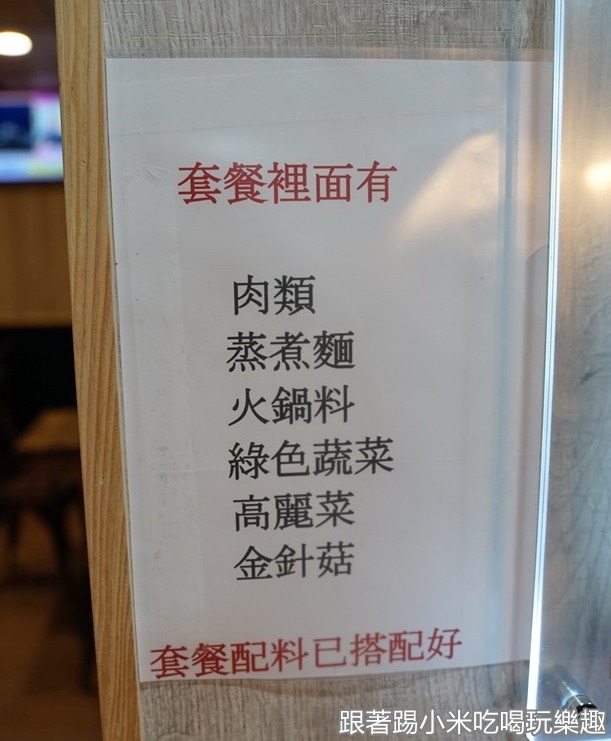 套餐裡面有
肉類
蒸煮麵
火鍋料
綠色蔬菜
高麗菜
金針菇
套餐配料已搭配好
跟著踢小米吃喝玩樂趣